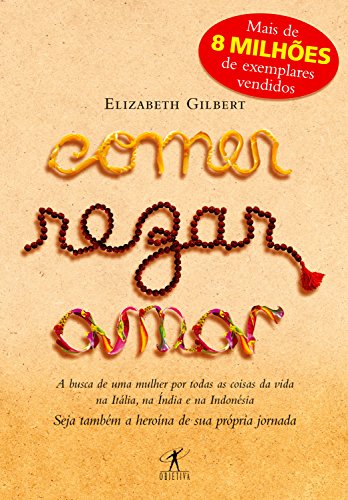 Mais de
8 MILHÕES
de exemplares
vendidos
ELIZABETH GILBERT
comer
rezar
amar
A busca de uma mulher por todas as coisas da vida
na Itália, na Índia e na Indonésia
Seja também a heroína de sua própria jornada
OBJETIVA